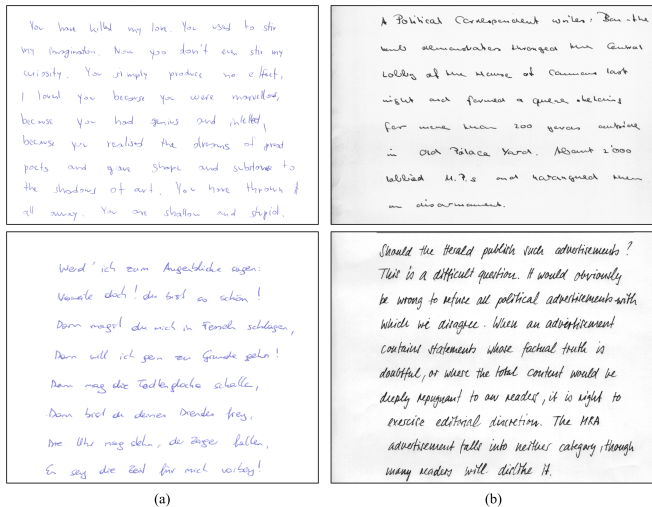 You have killed my love. You used to stir
my imagination. Now you don't even stir my
curiosity. You simply produce no effect,
I loved you because you were marvellous,
because you had genius and intellect,
because you realised the dreams of great
poets and gave shape and substance to
the shadows of art. You have thrown it
all away. You are shallow and stupid.
A Political Correspondent writes: Ban-the
bomb demonstrators thronged the Central
Lobby of the House of Commons last
night and formed a queue stretching
for more than 200 yards outside
in Old Palace Yard. About 2'000
lobbied M.P.s and harangued them
on disarmament.
Werd' ich zum Augenblicke sagen:
Verweile doch! du bist so schön!
Dann magst du mich in Fesseln schlagen,
Dann will ich gern zu Grunde gehn!
Dann mag die Todtenglocke schallen,
Dann bist du deines Dienstes frey,
Die Uhr mag stehn, der Zeiger fallen,
Es sey die Zeit für mich vorbey!
Should the Herald publish such advertisements?
This is a difficult question. It would obviously
be wrong to refuse all political advertisements with
which we disagree. When an advertisement
contains statements whose factual truth is
doubtful, or where the total content would be
deeply repugnant to our readers, it is right to
exercise editorial discretion. The MRA
advertisement falls into neither category, though
many readers will dislike it.
(a)
(b)